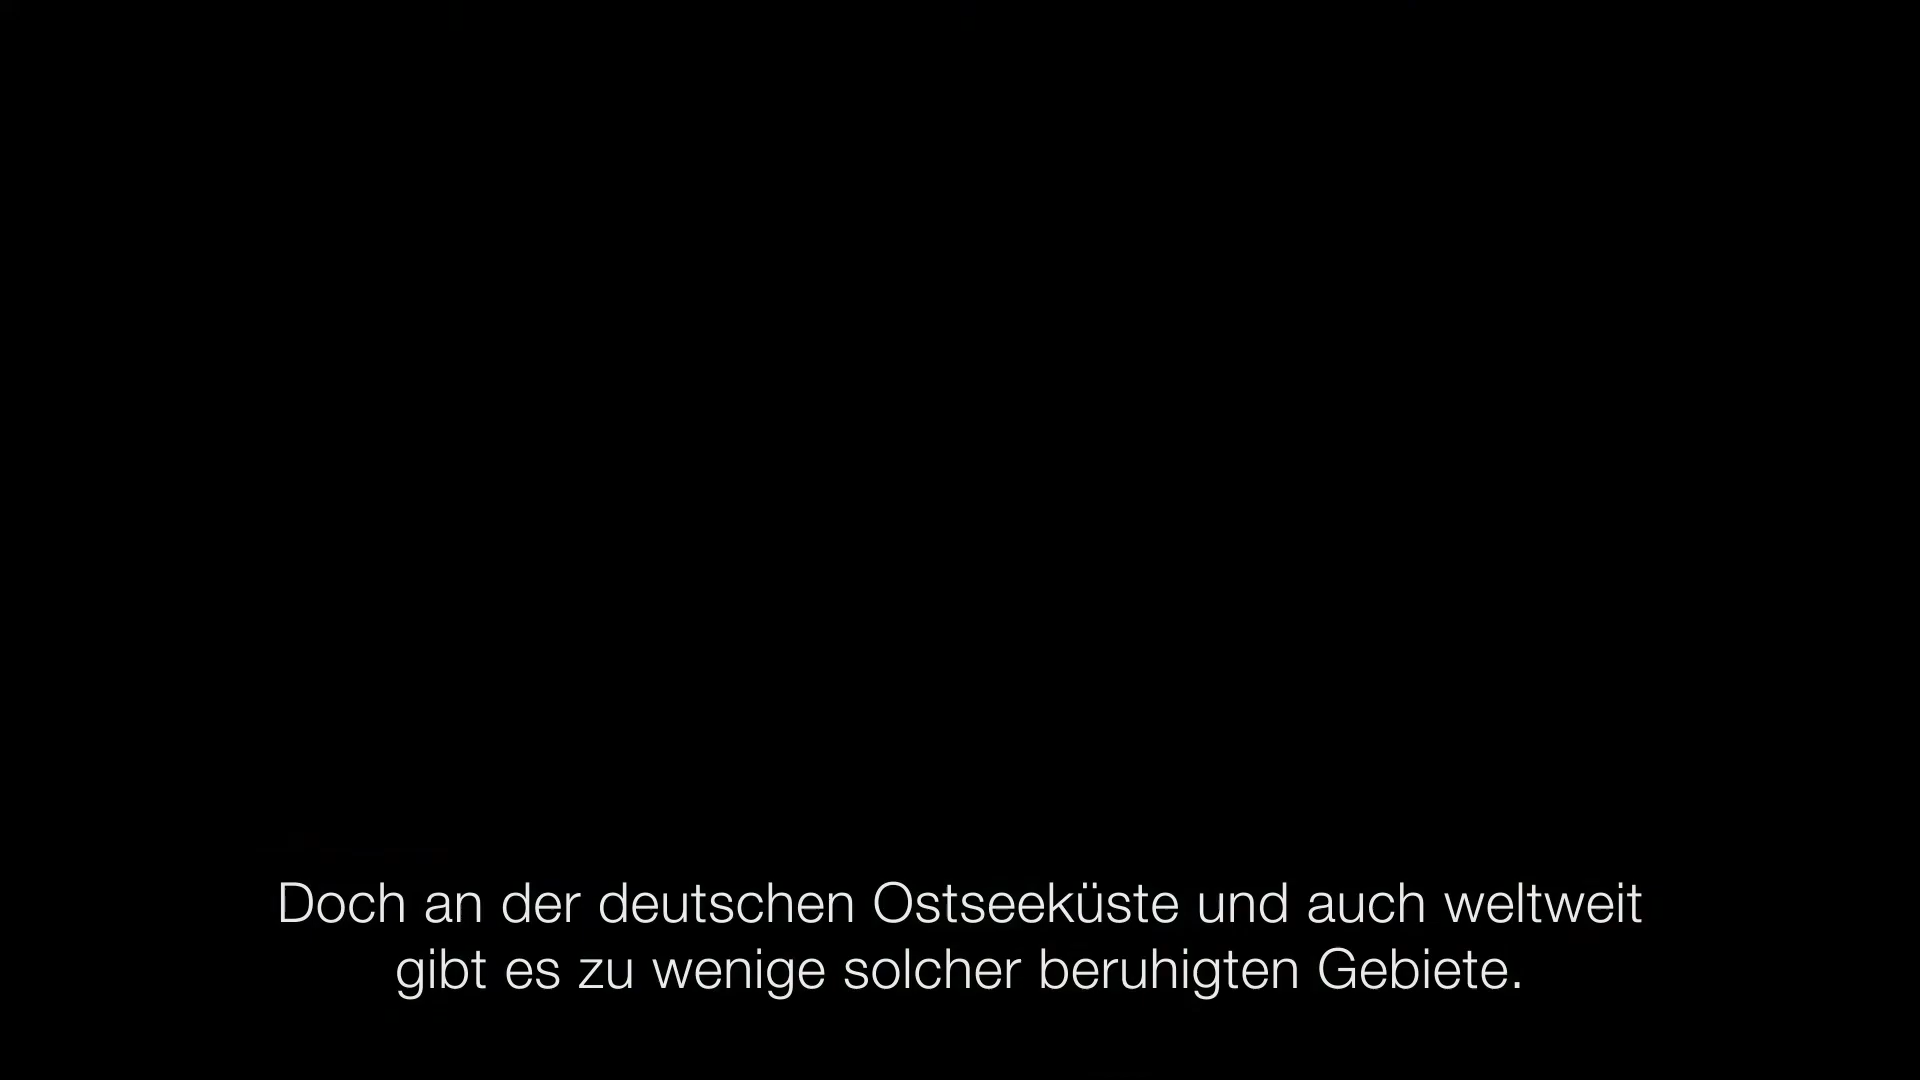 Doch an der deutschen Ostseeküste und auch weltweit
gibt es zu wenige solcher beruhigten Gebiete.